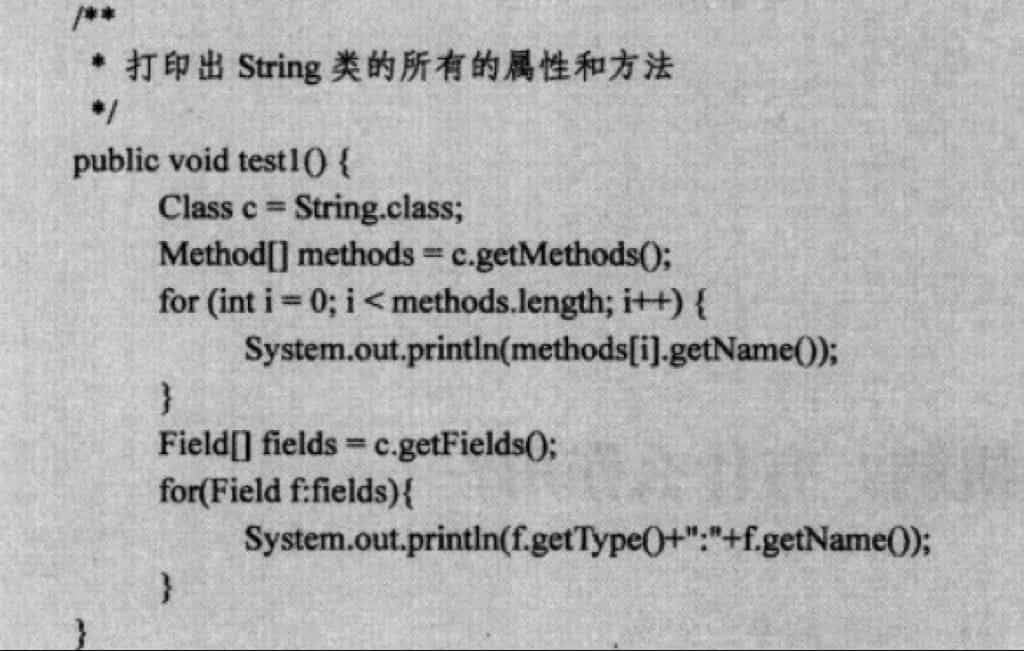 /**
* 打印出 String 类的所有的属性和方法
*/
public void test1() {
Class c = String.class;
Method[] methods = c.getMethods();
for (int i = 0; i < methods.length; i++) {
System.out.println(methods[i].getName());
}
Field[] fields = c.getFields();
for(Field f:fields){
System.out.println(f.getType()+":"+f.getName());
}
}